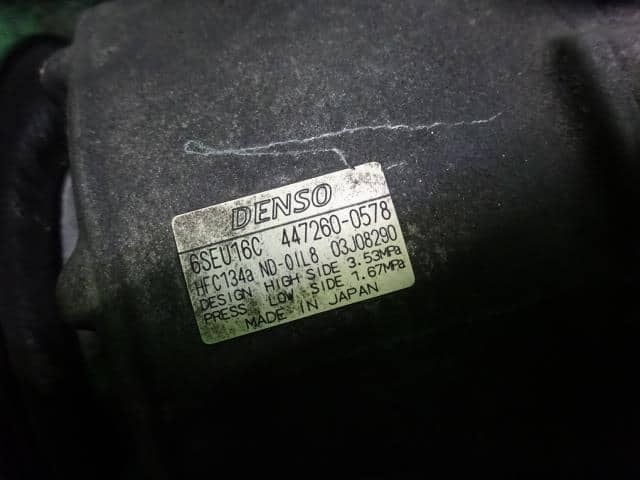 DENSO
6SEU16C 447260-0578
HFC134a ND-OIL8 03J08290
DESIGN HIGH SIDE 3.53MPa
PRESS. LOW SIDE 1.67MPa
MADE IN JAPAN